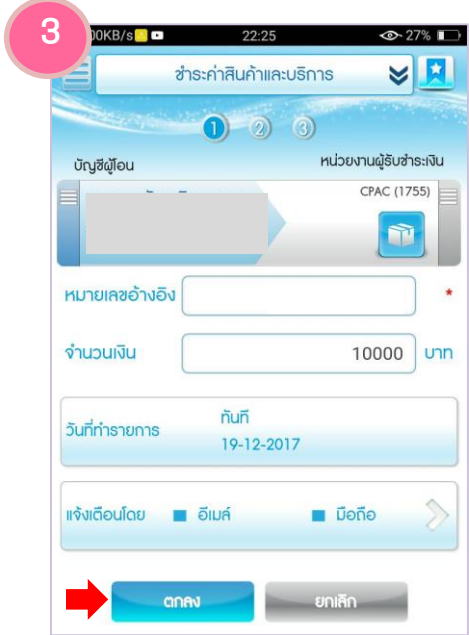 3
00KB/s 22:25 27%
ชำระค่าสินค้าและบริการ
1 2 3
บัญชีผู้โอน หน่วยงานผู้รับชำระเงิน
CPAC (1755)
หมายเลขอ้างอิง *
จำนวนเงิน 10000 บาท
วันที่ทำรายการ ทันที
19-12-2017
แจ้งเตือนโดย อีเมล์ มือถือ
ตกลง ยกเลิก